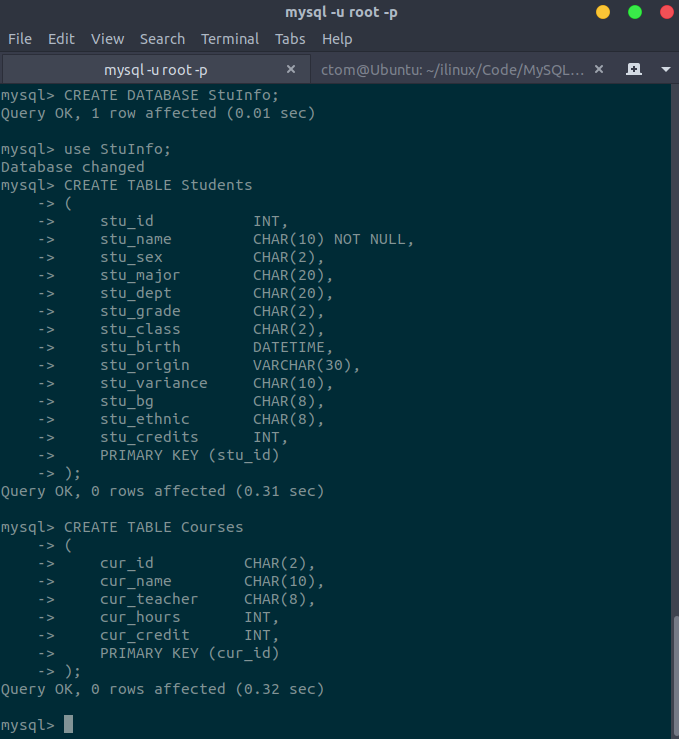 mysql -u root -p
File Edit View Search Terminal Tabs Help
mysql -u root -p × ctom@Ubuntu: ~/ilinux/Code/MySQL… ×
mysql> CREATE DATABASE StuInfo;
Query OK, 1 row affected (0.01 sec)
mysql> use StuInfo;
Database changed
mysql> CREATE TABLE Students
    -> (
    ->     stu_id           INT,
    ->     stu_name         CHAR(10) NOT NULL,
    ->     stu_sex          CHAR(2),
    ->     stu_major        CHAR(20),
    ->     stu_dept         CHAR(20),
    ->     stu_grade        CHAR(2),
    ->     stu_class        CHAR(2),
    ->     stu_birth        DATETIME,
    ->     stu_origin       VARCHAR(30),
    ->     stu_variance     CHAR(10),
    ->     stu_bg           CHAR(8),
    ->     stu_ethnic       CHAR(8),
    ->     stu_credits      INT,
    ->     PRIMARY KEY (stu_id)
    -> );
Query OK, 0 rows affected (0.31 sec)
mysql> CREATE TABLE Courses
    -> (
    ->     cur_id          CHAR(2),
    ->     cur_name        CHAR(10),
    ->     cur_teacher     CHAR(8),
    ->     cur_hours       INT,
    ->     cur_credit      INT,
    ->     PRIMARY KEY (cur_id)
    -> );
Query OK, 0 rows affected (0.32 sec)
mysql>